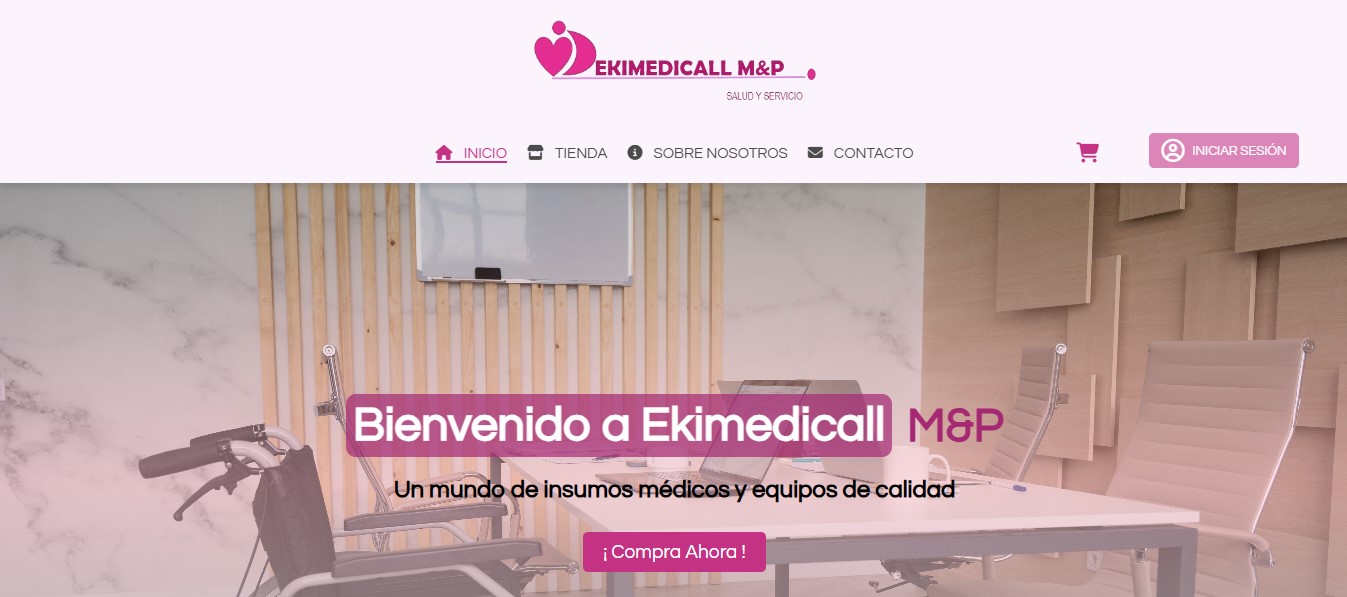 EKIMEDICALL M&P
SALUD Y SERVICIO
INICIO TIENDA SOBRE NOSOTROS CONTACTO INICIAR SESIÓN
Bienvenido a Ekimedicall M&P
Un mundo de insumos médicos y equipos de calidad
¡ Compra Ahora !